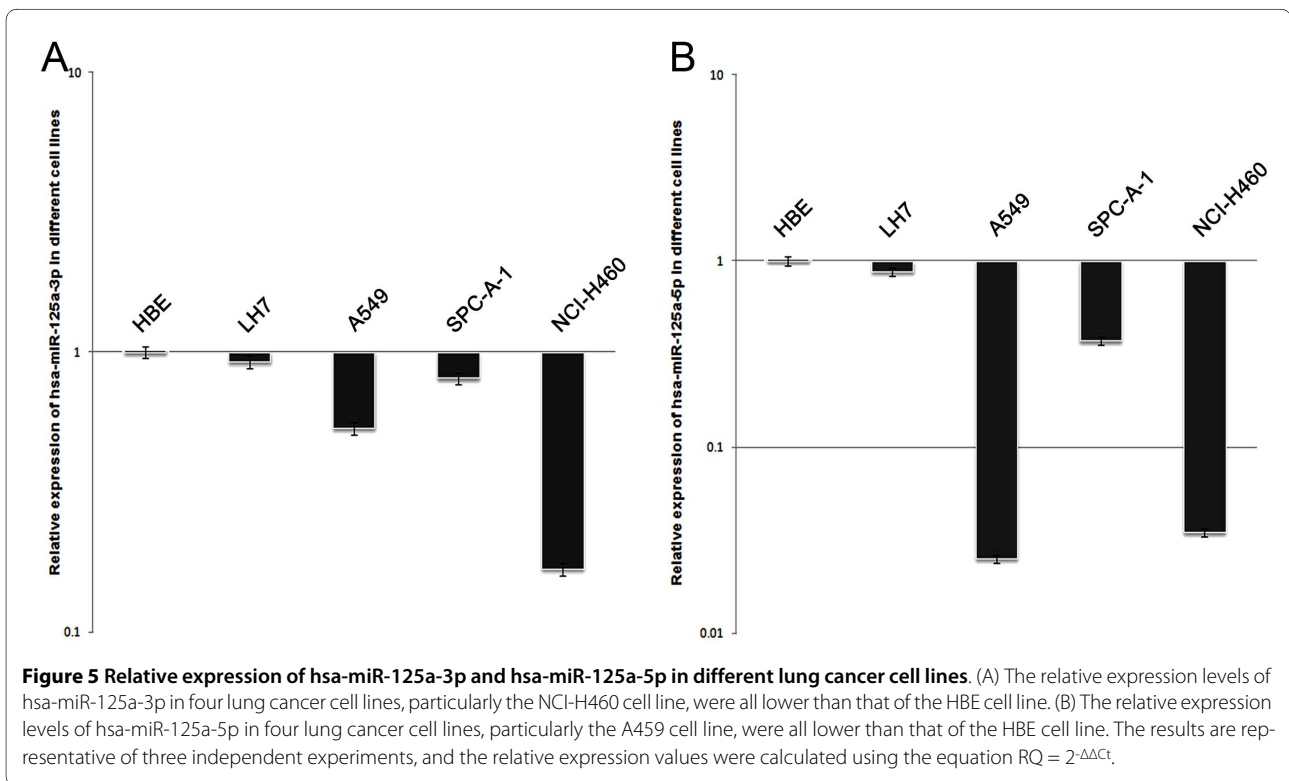 A
10
Relative expression of hsa-miR-125a-3p in different cell lines
HBE
LH7
A549
SPC-A-1
NCI-H460
1
0.1
B
10
Relative expression of hsa-miR-125a-5p in different cell lines
HBE
LH7
A549
SPC-A-1
NCI-H460
1
0.1
0.01
Figure 5 Relative expression of hsa-miR-125a-3p and hsa-miR-125a-5p in different lung cancer cell lines. (A) The relative expression levels of
hsa-miR-125a-3p in four lung cancer cell lines, particularly the NCI-H460 cell line, were all lower than that of the HBE cell line. (B) The relative expression
levels of hsa-miR-125a-5p in four lung cancer cell lines, particularly the A459 cell line, were all lower than that of the HBE cell line. The results are rep-
resentative of three independent experiments, and the relative expression values were calculated using the equation RQ = 2-ΔΔCt.